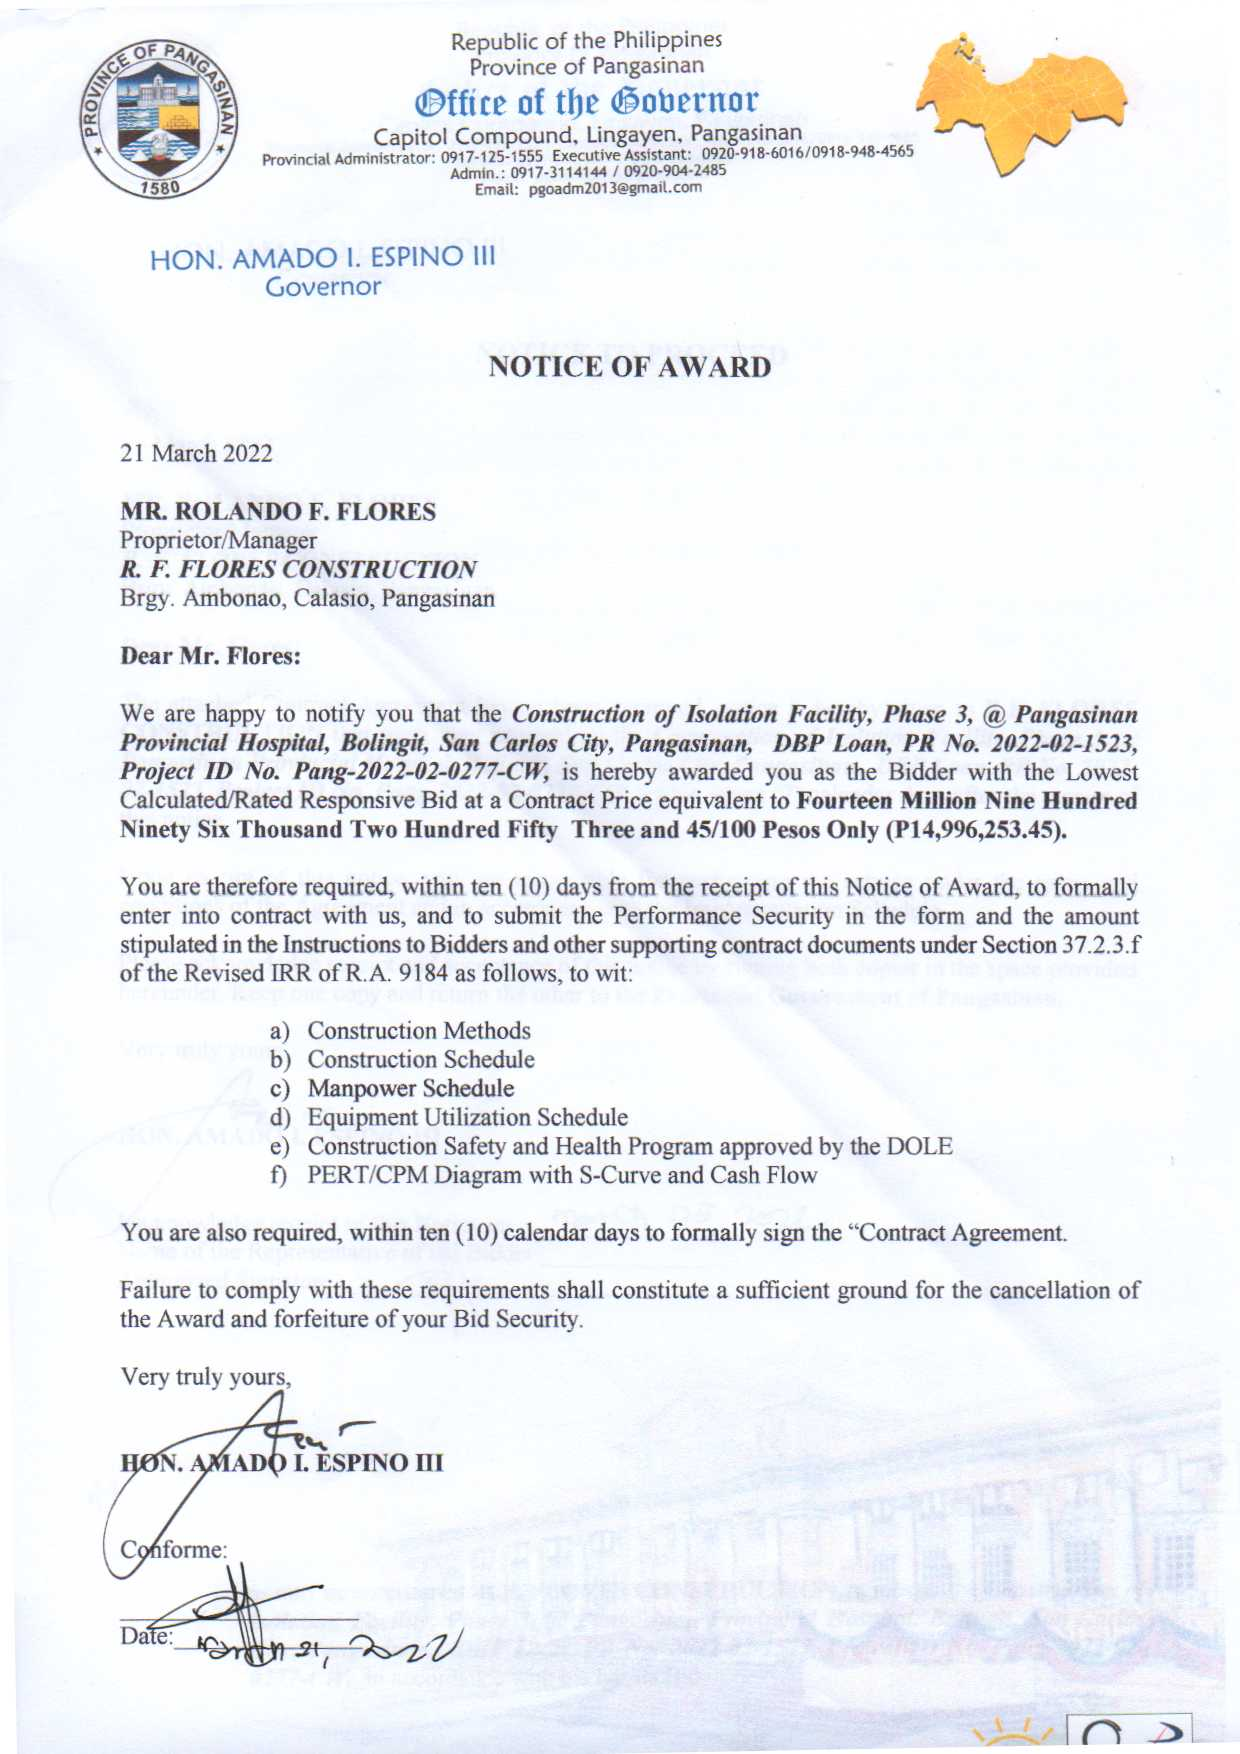 PROVINCE OF PANGASINAN
1580
Republic of the Philippines
Province of Pangasinan
Office of the Governor
Capitol Compound, Lingayen, Pangasinan
Provincial Administrator: 0917-125-1555 Executive Assistant: 0920-918-6016/0918-948-4565
Admin.: 0917-3114144 / 0920-904-2485
Email: pgoadm2013@gmail.com
HON. AMADO I. ESPINO III
Governor
NOTICE OF AWARD
21 March 2022
MR. ROLANDO F. FLORES
Proprietor/Manager
R. F. FLORES CONSTRUCTION
Brgy. Ambonao, Calasio, Pangasinan
Dear Mr. Flores:
We are happy to notify you that the Construction of Isolation Facility, Phase 3, @ Pangasinan
Provincial Hospital, Bolingit, San Carlos City, Pangasinan, DBP Loan, PR No. 2022-02-1523,
Project ID No. Pang-2022-02-0277-CW, is hereby awarded you as the Bidder with the Lowest
Calculated/Rated Responsive Bid at a Contract Price equivalent to Fourteen Million Nine Hundred
Ninety Six Thousand Two Hundred Fifty Three and 45/100 Pesos Only (P14,996,253.45).
You are therefore required, within ten (10) days from the receipt of this Notice of Award, to formally
enter into contract with us, and to submit the Performance Security in the form and the amount
stipulated in the Instructions to Bidders and other supporting contract documents under Section 37.2.3.f
of the Revised IRR of R.A. 9184 as follows, to wit:
a) Construction Methods
b) Construction Schedule
c) Manpower Schedule
d) Equipment Utilization Schedule
e) Construction Safety and Health Program approved by the DOLE
f) PERT/CPM Diagram with S-Curve and Cash Flow
You are also required, within ten (10) calendar days to formally sign the “Contract Agreement.
Failure to comply with these requirements shall constitute a sufficient ground for the cancellation of
the Award and forfeiture of your Bid Security.
Very truly yours,
HON. AMADO I. ESPINO III
Conforme:
Date: March 21, 2022